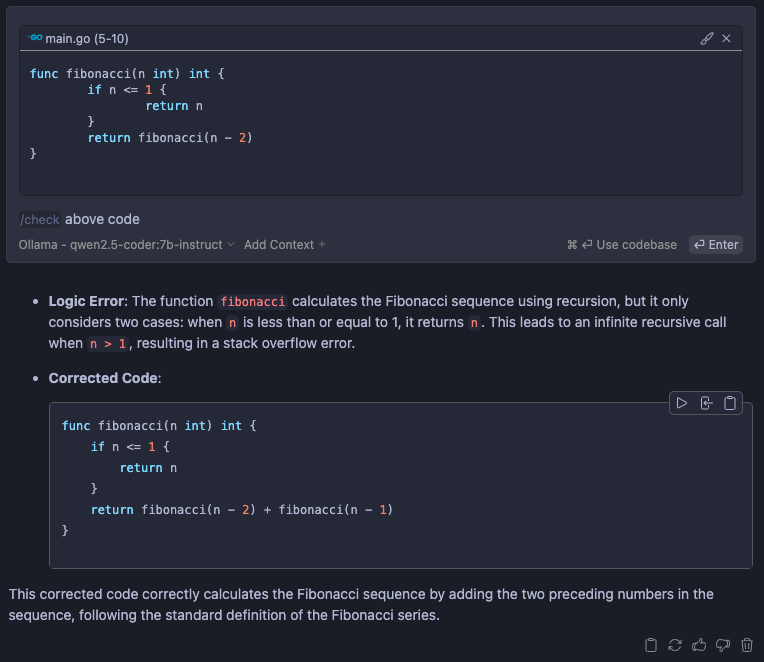 GO main.go (5-10)
func fibonacci(n int) int {
        if n <= 1 {
                return n
        }
        return fibonacci(n - 2)
}
/check above code
Ollama - qwen2.5-coder:7b-instruct Add Context + ⌘ ⏎ Use codebase ⏎ Enter
• Logic Error: The function fibonacci calculates the Fibonacci sequence using recursion, but it only
considers two cases: when n is less than or equal to 1, it returns n. This leads to an infinite recursive call
when n > 1, resulting in a stack overflow error.
• Corrected Code:
func fibonacci(n int) int {
    if n <= 1 {
        return n
    }
    return fibonacci(n - 2) + fibonacci(n - 1)
}
This corrected code correctly calculates the Fibonacci sequence by adding the two preceding numbers in the
sequence, following the standard definition of the Fibonacci series.